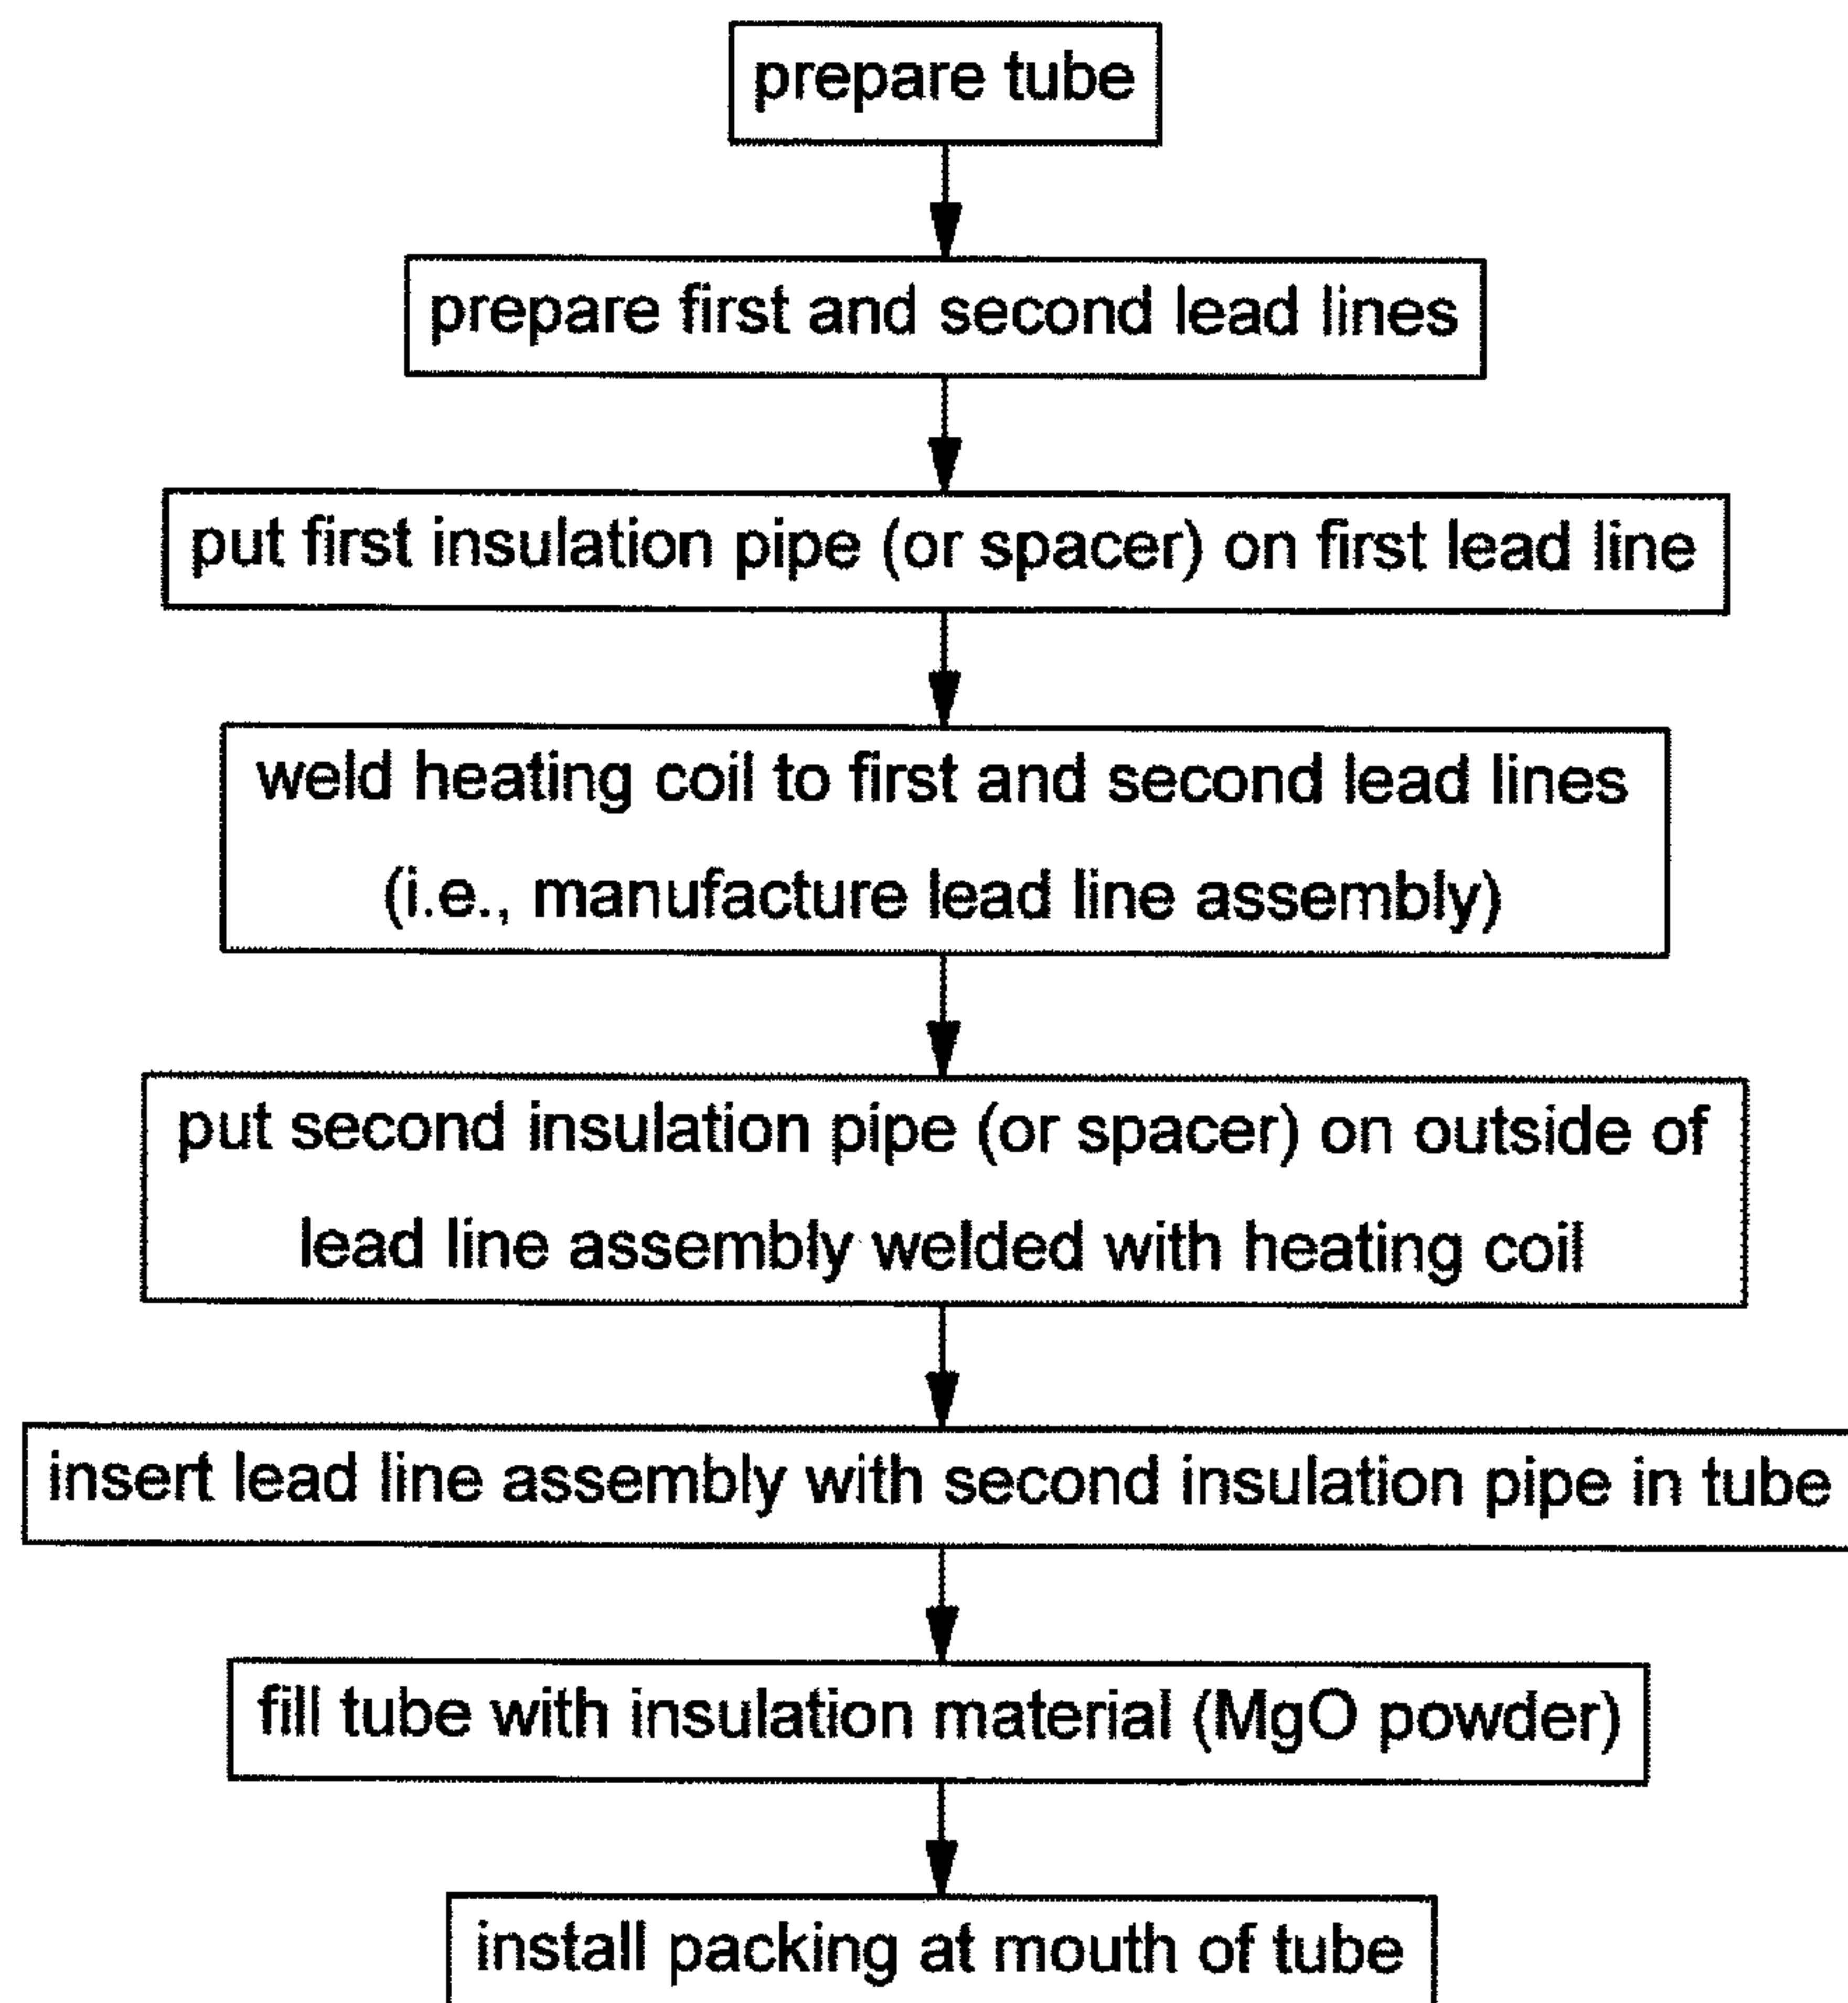 prepare tube
prepare first and second lead lines
put first insulation pipe (or spacer) on first lead line
weld heating coil to first and second lead lines
(i.e., manufacture lead line assembly)
put second insulation pipe (or spacer) on outside of
lead line assembly welded with heating coil
insert lead line assembly with second insulation pipe in tube
fill tube with insulation material (MgO powder)
install packing at mouth of tube